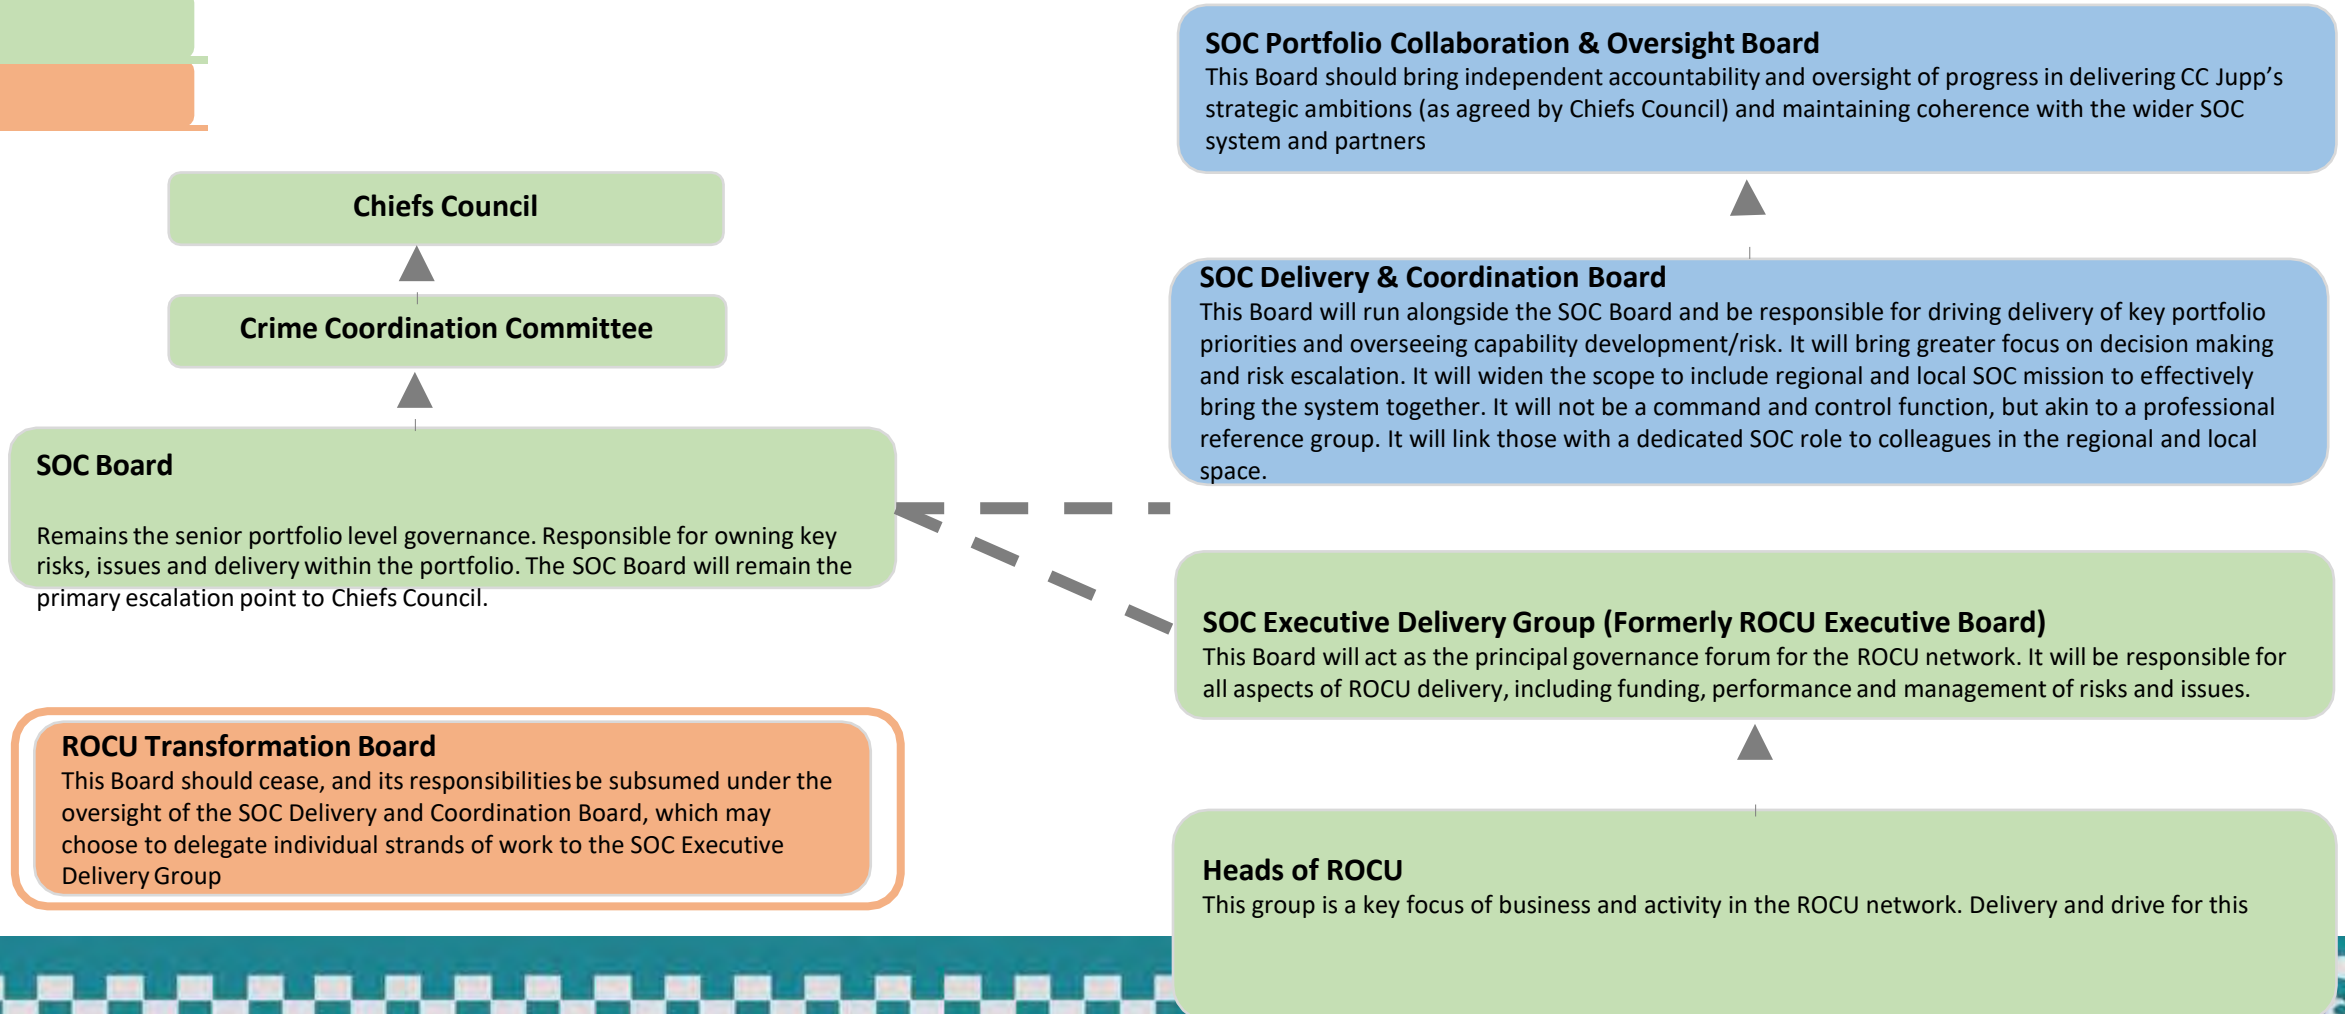 Chiefs Council
Crime Coordination Committee
SOC Board
Remains the senior portfolio level governance. Responsible for owning key
risks, issues and delivery within the portfolio. The SOC Board will remain the
primary escalation point to Chiefs Council.
ROCU Transformation Board
This Board should cease, and its responsibilities be subsumed under the
oversight of the SOC Delivery and Coordination Board, which may
choose to delegate individual strands of work to the SOC Executive
Delivery Group
SOC Portfolio Collaboration & Oversight Board
This Board should bring independent accountability and oversight of progress in delivering CC Jupp’s
strategic ambitions (as agreed by Chiefs Council) and maintaining coherence with the wider SOC
system and partners
SOC Delivery & Coordination Board
This Board will run alongside the SOC Board and be responsible for driving delivery of key portfolio
priorities and overseeing capability development/risk. It will bring greater focus on decision making
and risk escalation. It will widen the scope to include regional and local SOC mission to effectively
bring the system together. It will not be a command and control function, but akin to a professional
reference group. It will link those with a dedicated SOC role to colleagues in the regional and local
space.
SOC Executive Delivery Group (Formerly ROCU Executive Board)
This Board will act as the principal governance forum for the ROCU network. It will be responsible for
all aspects of ROCU delivery, including funding, performance and management of risks and issues.
Heads of ROCU
This group is a key focus of business and activity in the ROCU network. Delivery and drive for this